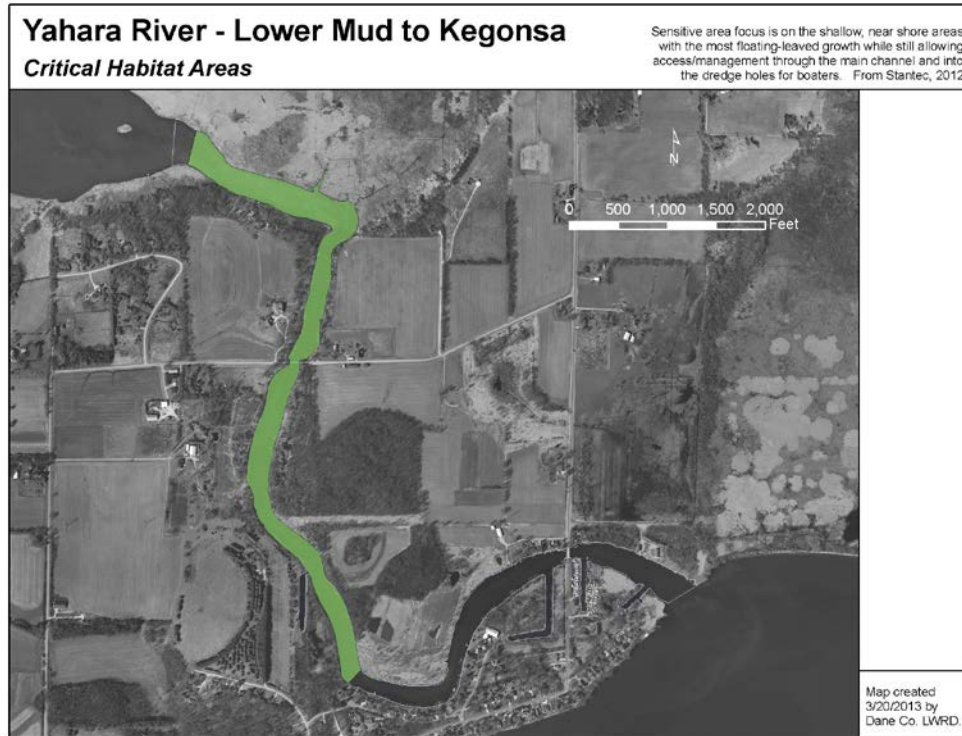 Yahara River - Lower Mud to Kegonsa
Critical Habitat Areas
Sensitive area focus is on the shallow, near shore areas
with the most floating-leaved growth while still allowing
access/management through the main channel and into
the dredge holes for boaters. From Stantec, 2012
N
0 500 1,000 1,500 2,000
Feet
Map created
3/20/2013 by
Dane Co. LWRD.